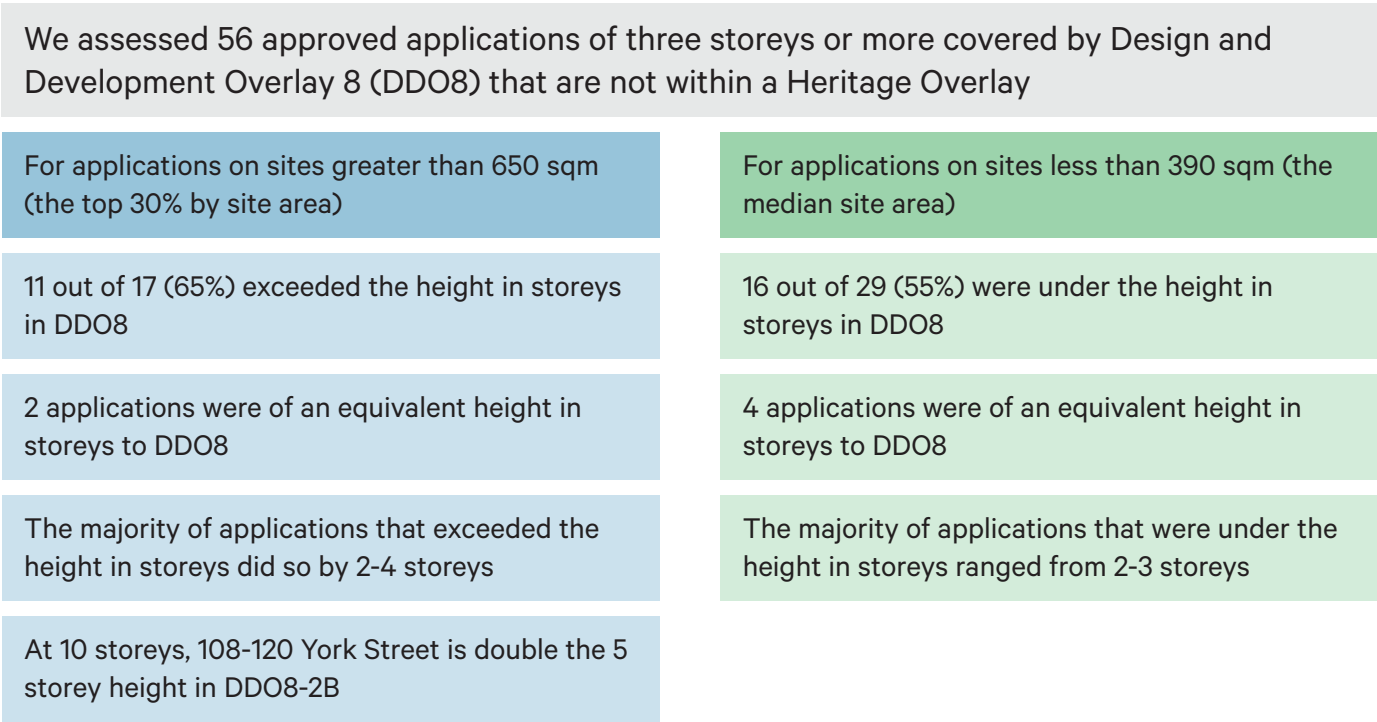 We assessed 56 approved applications of three storeys or more covered by Design and
Development Overlay 8 (DDO8) that are not within a Heritage Overlay
For applications on sites greater than 650 sqm
(the top 30% by site area)
11 out of 17 (65%) exceeded the height in storeys
in DDO8
2 applications were of an equivalent height in
storeys to DDO8
The majority of applications that exceeded the
height in storeys did so by 2-4 storeys
At 10 storeys, 108-120 York Street is double the 5
storey height in DDO8-2B
For applications on sites less than 390 sqm (the
median site area)
16 out of 29 (55%) were under the height in
storeys in DDO8
4 applications were of an equivalent height in
storeys to DDO8
The majority of applications that were under the
height in storeys ranged from 2-3 storeys